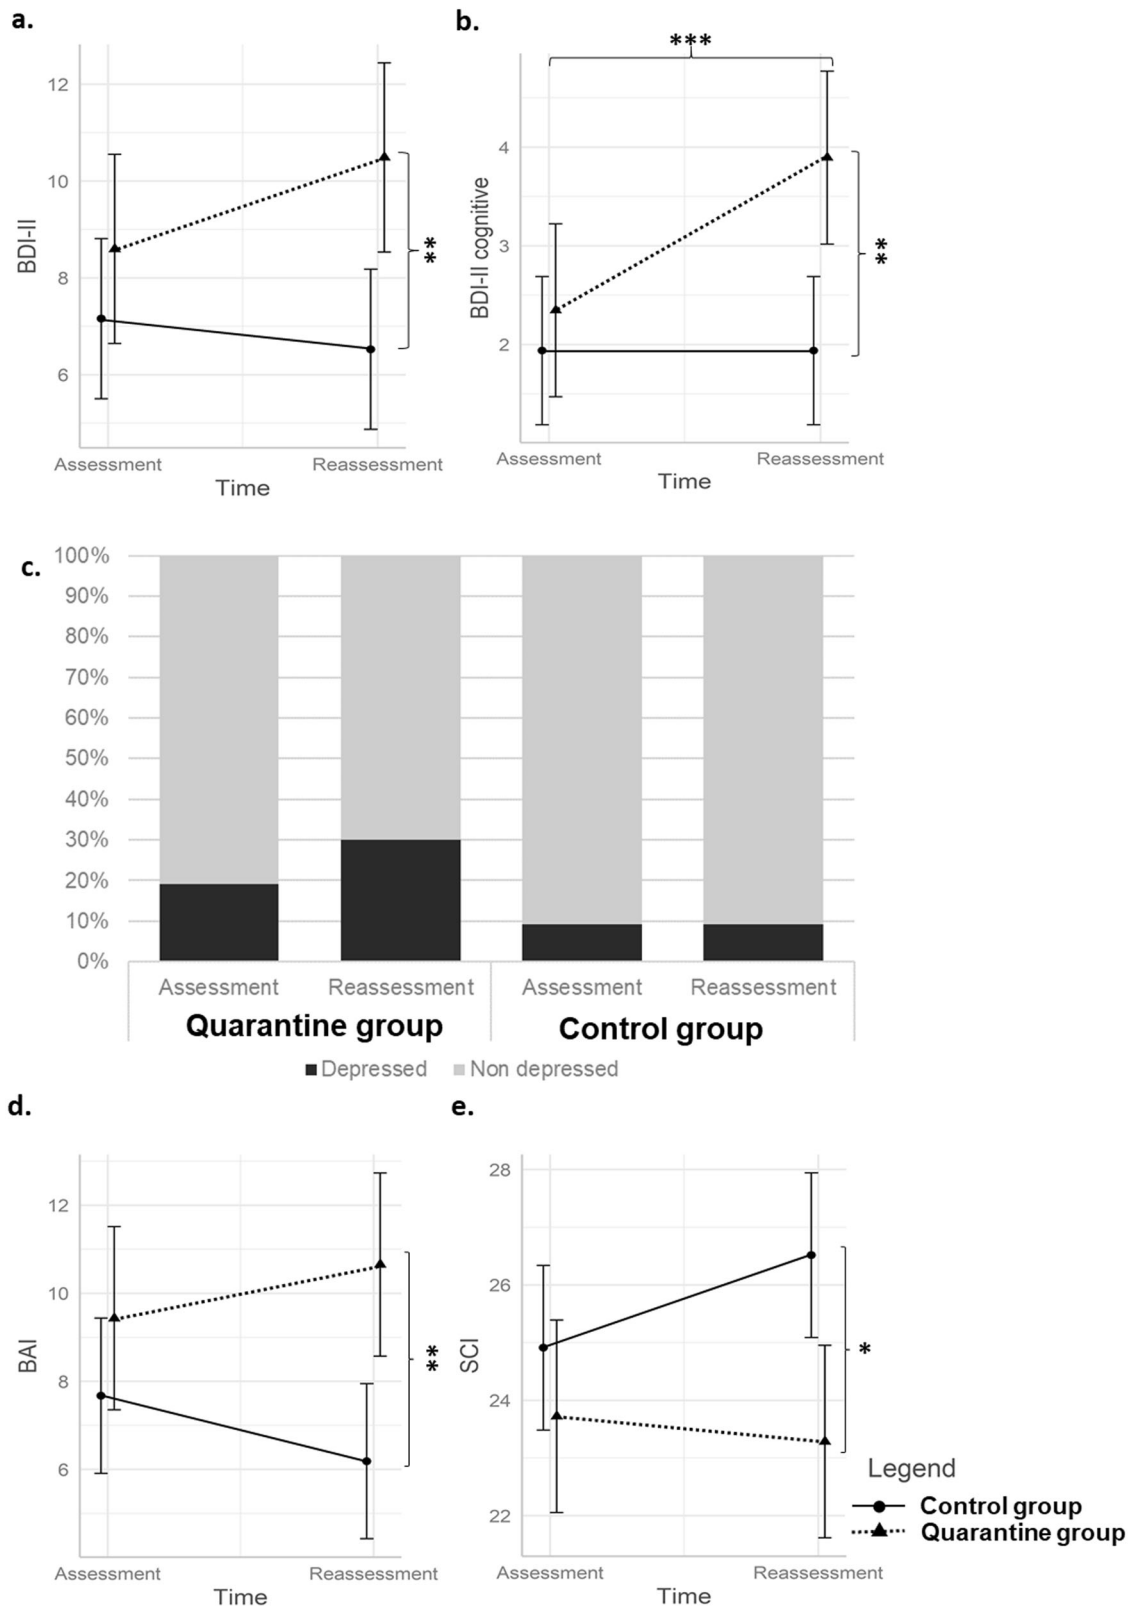 a.
12
10
8
6
BDI-II
**
Assessment
Reassessment
Time
b.
***
4
3
2
BDI-II cognitive
**
Assessment
Reassessment
Time
c.
100%
90%
80%
70%
60%
50%
40%
30%
20%
10%
0%
Assessment
Reassessment
Assessment
Reassessment
Quarantine group
Control group
Depressed
Non depressed
d.
12
10
8
6
BAI
**
Assessment
Reassessment
Time
e.
28
26
24
22
SCI
*
Assessment
Reassessment
Time
Legend
Control group
Quarantine group